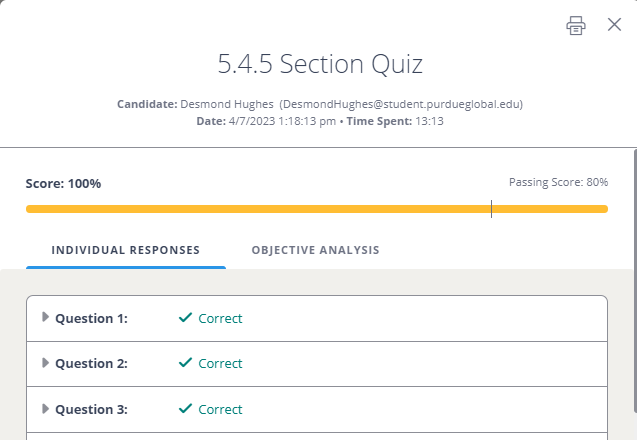 5.4.5 Section Quiz
Candidate: Desmond Hughes (DesmondHughes@student.purdueglobal.edu)
Date: 4/7/2023 1:18:13 pm • Time Spent: 13:13
Score: 100% Passing Score: 80%
INDIVIDUAL RESPONSES OBJECTIVE ANALYSIS
Question 1: Correct
Question 2: Correct
Question 3: Correct